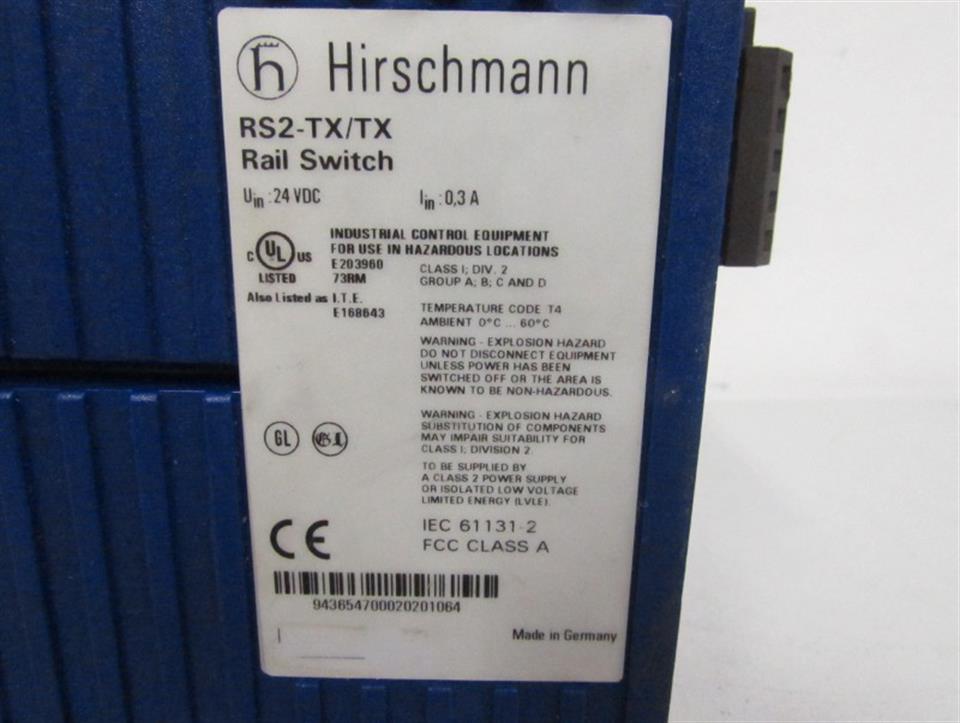 h Hirschmann
RS2-TX/TX
Rail Switch
Uin : 24 VDC Iin : 0,3 A
INDUSTRIAL CONTROL EQUIPMENT
FOR USE IN HAZARDOUS LOCATIONS
C UL US
LISTED
E203960
73RM
CLASS I; DIV. 2
GROUP A; B; C AND D
Also Listed as I.T.E.
E168643
TEMPERATURE CODE T4
AMBIENT 0°C ... 60°C
WARNING - EXPLOSION HAZARD
DO NOT DISCONNECT EQUIPMENT
UNLESS POWER HAS BEEN
SWITCHED OFF OR THE AREA IS
KNOWN TO BE NON-HAZARDOUS.
WARNING - EXPLOSION HAZARD
SUBSTITUTION OF COMPONENTS
MAY IMPAIR SUITABILITY FOR
CLASS I; DIVISION 2.
GL
TO BE SUPPLIED BY
A CLASS 2 POWER SUPPLY
OR ISOLATED LOW VOLTAGE
LIMITED ENERGY (LVLE).
CE
IEC 61131-2
FCC CLASS A
943654700020201064
Made in Germany